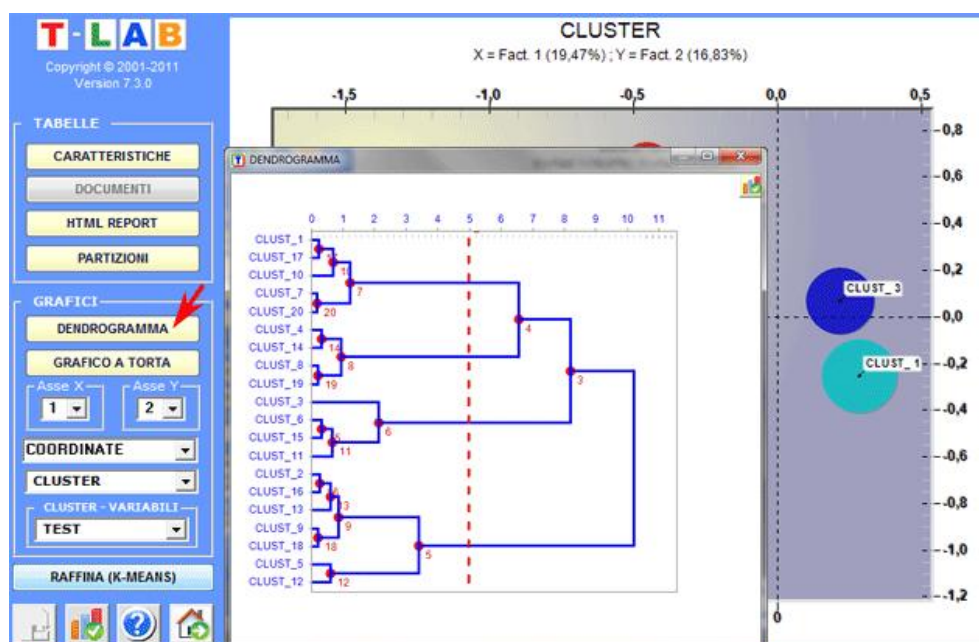 T-LAB
Copyright © 2001-2011
Version 7.3.0
TABELLE
CARATTERISTICHE
DOCUMENTI
HTML REPORT
PARTIZIONI
GRAFICI
DENDROGRAMMA
GRAFICO A TORTA
Asse X
Asse Y
1
2
COORDINATE
CLUSTER
CLUSTER - VARIABILI
TEST
RAFFINA (K-MEANS)
CLUSTER
X = Fact. 1 (19,47%) ; Y = Fact. 2 (16,83%)
-1,5
-1,0
-0,5
0,0
0,5
-0,8
0,6
0,4
-0,2
-0,0
-0,2
-0,4
-0,6
-0,8
-1,0
-1,2
0
CLUST_3
CLUST_1
DENDROGRAMMA
0 1 2 3 4 5 6 7 8 9 10 11
CLUST_1
CLUST_17
CLUST_10
CLUST_7
CLUST_20
CLUST_4
CLUST_14
CLUST_8
CLUST_19
CLUST_3
CLUST_6
CLUST_15
CLUST_11
CLUST_2
CLUST_16
CLUST_13
CLUST_9
CLUST_18
CLUST_5
CLUST_12
10
7
20
4
14
8
19
3
6
11
13
9
18
5
12